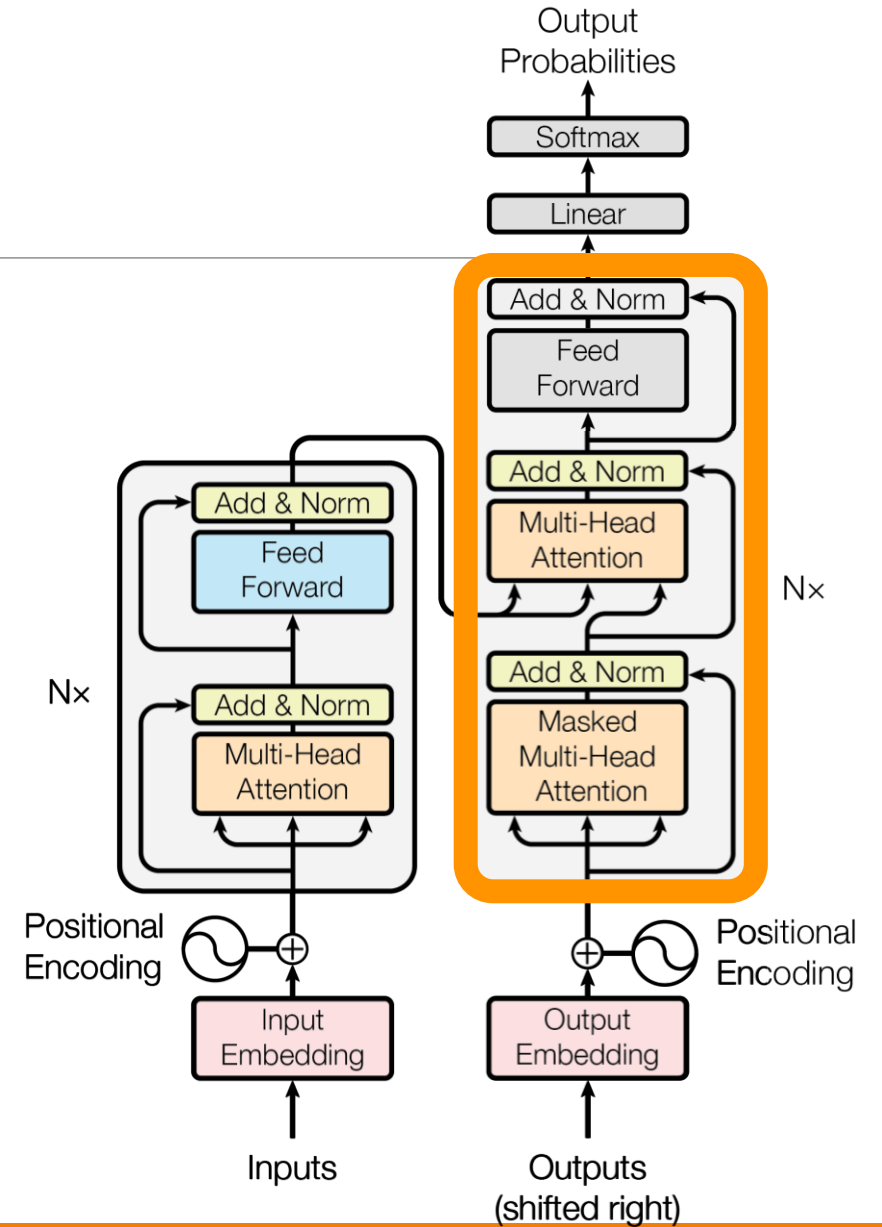 Output
Probabilities
Softmax
Linear
Add & Norm
Feed
Forward
Add & Norm
Multi-Head
Attention
Nx
Add & Norm
Masked
Multi-Head
Attention
Add & Norm
Feed
Forward
Nx
Add & Norm
Multi-Head
Attention
Positional
Encoding
Positional
Encoding
Input
Embedding
Output
Embedding
Inputs
Outputs
(shifted right)